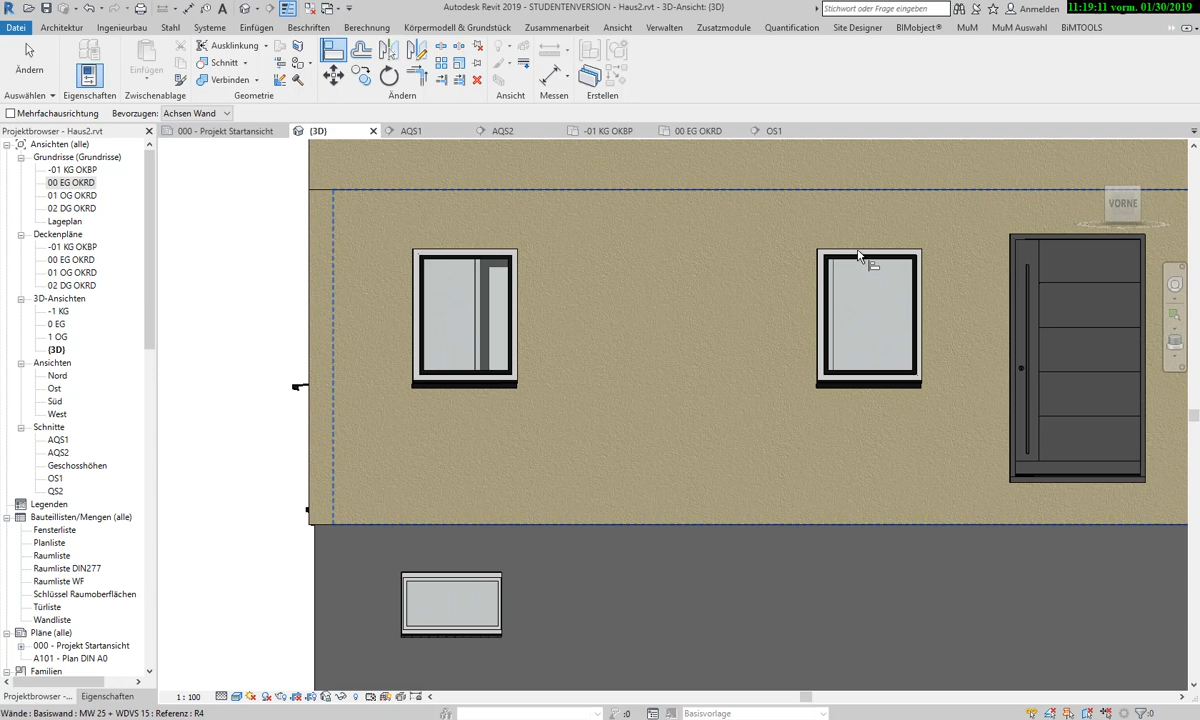 Autodesk Revit 2019 - STUDENTENVERSION - Haus2.rvt - 3D-Ansicht: {3D}
Stichwort oder Frage eingeben
Anmelden
11:19:11 vorm. 01/30/2019
Datei Architektur Ingenieurbau Stahl Systeme Einfügen Beschriften Berechnung Körpermodell & Grundstück Zusammenarbeit Ansicht Verwalten Zusatzmodule Quantification Site Designer BIMobject® MuM MuM Auswahl BiMTOOLS
Ausklinkung
Schnitt
Verbinden
Ändern
Einfügen
Auswählen Eigenschaften Zwischenablage Geometrie Ändern Ansicht Messen Erstellen
Mehrfachausrichtung Bevorzugen: Achsen Wand
Projektbrowser - Haus2.rvt
000 - Projekt Startansicht {3D} AQS1 AQS2 -01 KG OKBP 00 EG OKRD OS1
Ansichten (alle)
Grundrisse (Grundrisse)
-01 KG OKBP
00 EG OKRD
01 OG OKRD
02 DG OKRD
Lageplan
Deckenpläne
-01 KG OKBP
00 EG OKRD
01 OG OKRD
02 DG OKRD
3D-Ansichten
-1 KG
0 EG
1 OG
{3D}
Ansichten
Nord
Ost
Süd
West
Schnitte
AQS1
AQS2
Geschosshöhen
OS1
QS2
Legenden
Bauteillisten/Mengen (alle)
Fensterliste
Planliste
Raumliste
Raumliste DIN277
Raumliste WF
Schlüssel Raumoberflächen
Türliste
Wandliste
Pläne (alle)
000 - Projekt Startansicht
A101 - Plan DIN A0
Familien
VORNE
Projektbrowser -... Eigenschaften
1 : 100
Wände : Basiswand : MW 25 + WDVS 15 : Referenz : R4
:0
Basisvorlage
:0